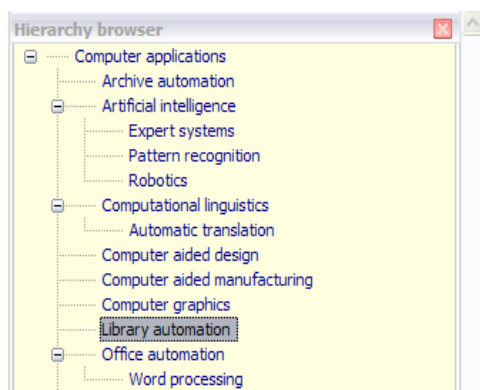 Hierarchy browser
Computer applications
Archive automation
Artificial intelligence
Expert systems
Pattern recognition
Robotics
Computational linguistics
Automatic translation
Computer aided design
Computer aided manufacturing
Computer graphics
Library automation
Office automation
Word processing